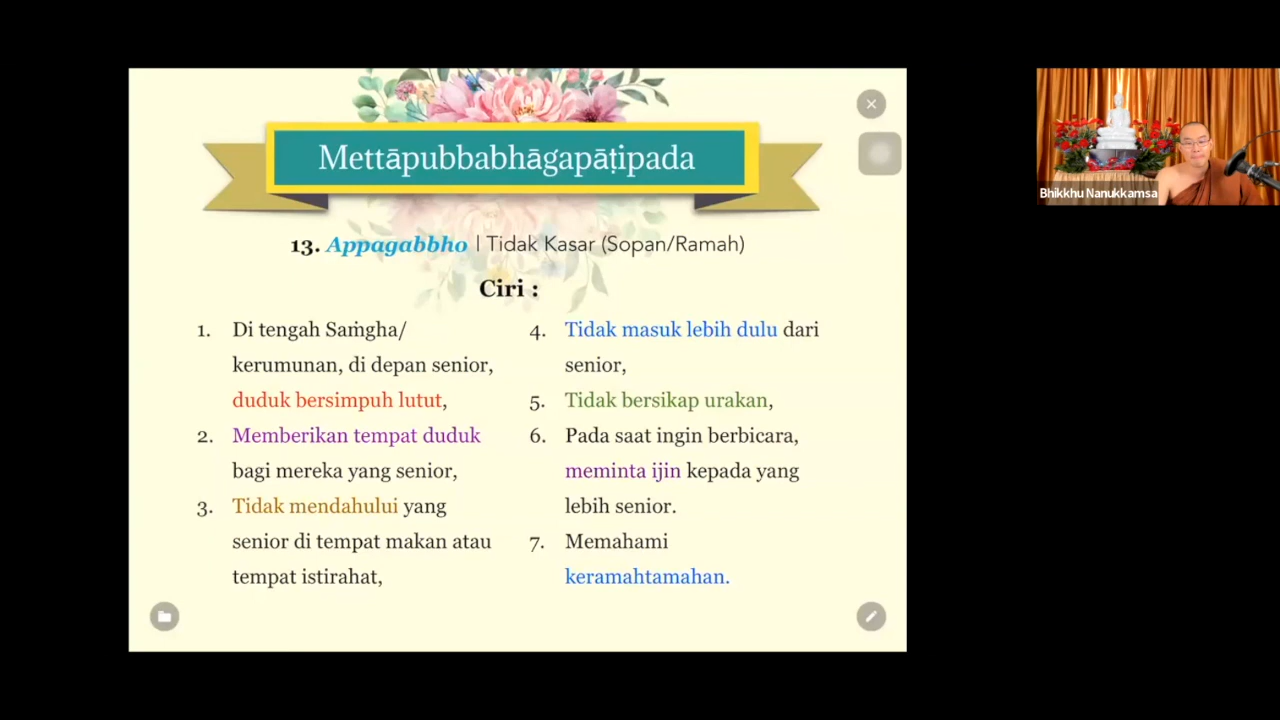 Mettāpubbabhāgapāṭipada
13. Appagabbho | Tidak Kasar (Sopan/Ramah)
Ciri :
1. Di tengah Saṁgha/
kerumunan, di depan senior,
duduk bersimpuh lutut,
2. Memberikan tempat duduk
bagi mereka yang senior,
3. Tidak mendahului yang
senior di tempat makan atau
tempat istirahat,
4. Tidak masuk lebih dulu dari
senior,
5. Tidak bersikap urakan,
6. Pada saat ingin berbicara,
meminta ijin kepada yang
lebih senior.
7. Memahami
keramahtamahan.
Bhikkhu Nanukkamsa